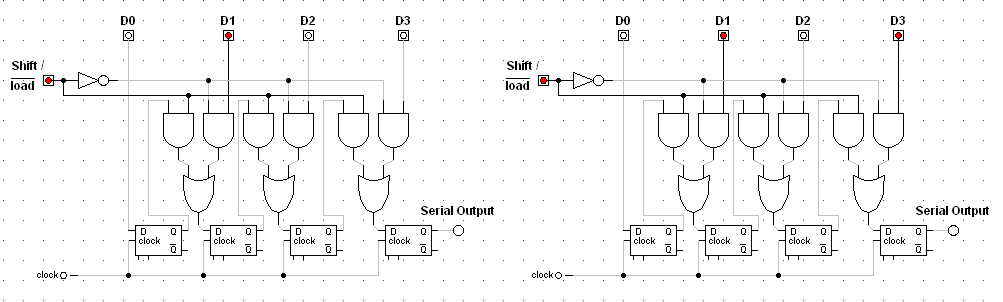 D0 D1 D2 D3
Shift /
load
D Q D Q D Q D Q
clock clock clock clock
Q Q Q Q
Serial Output
clock
D0 D1 D2 D3
Shift /
load
D Q D Q D Q D Q
clock clock clock clock
Q Q Q Q
Serial Output
clock